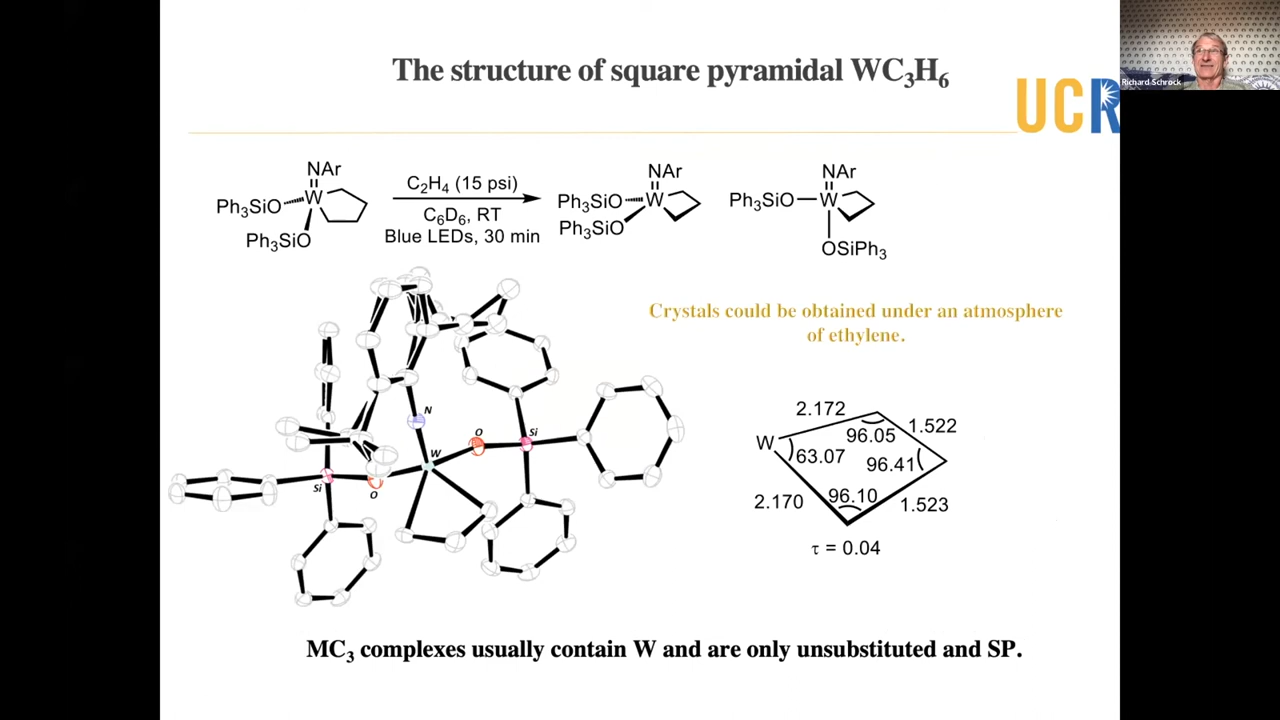 The structure of square pyramidal WC₃H₆
UCR
Richard Schrock
NAr
W
Ph₃SiO
Ph₃SiO
C₂H₄ (15 psi)
C₆D₆, RT
Blue LEDs, 30 min
NAr
Ph₃SiO
W
Ph₃SiO
NAr
Ph₃SiO
W
OSiPh₃
Crystals could be obtained under an atmosphere
of ethylene.
N
O
Si
W
Si
O
2.172
1.522
W
96.05
63.07
96.41
2.170
96.10
1.523
τ = 0.04
MC₃ complexes usually contain W and are only unsubstituted and SP.